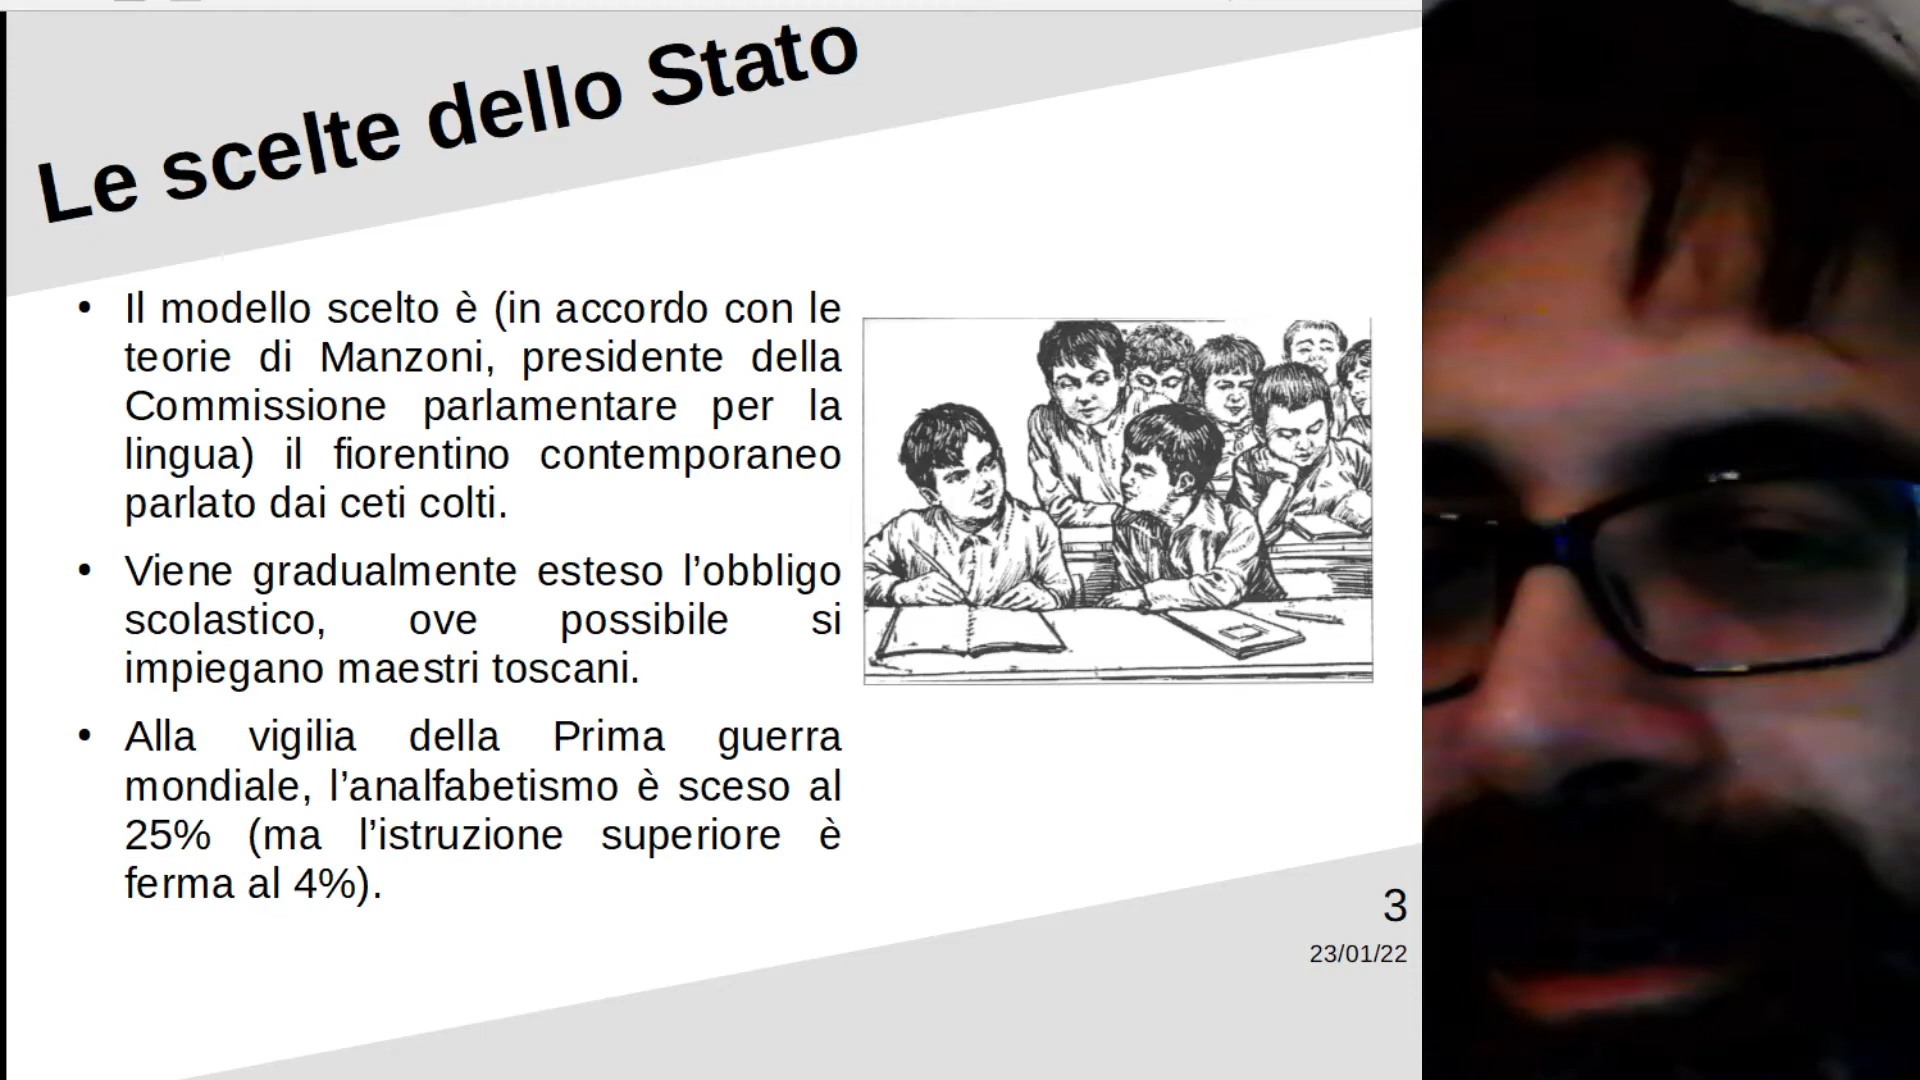 Le scelte dello Stato
• Il modello scelto è (in accordo con le
teorie di Manzoni, presidente della
Commissione parlamentare per la
lingua) il fiorentino contemporaneo
parlato dai ceti colti.
• Viene gradualmente esteso l’obbligo
scolastico, ove possibile si
impiegano maestri toscani.
• Alla vigilia della Prima guerra
mondiale, l’analfabetismo è sceso al
25% (ma l’istruzione superiore è
ferma al 4%).
3
23/01/22